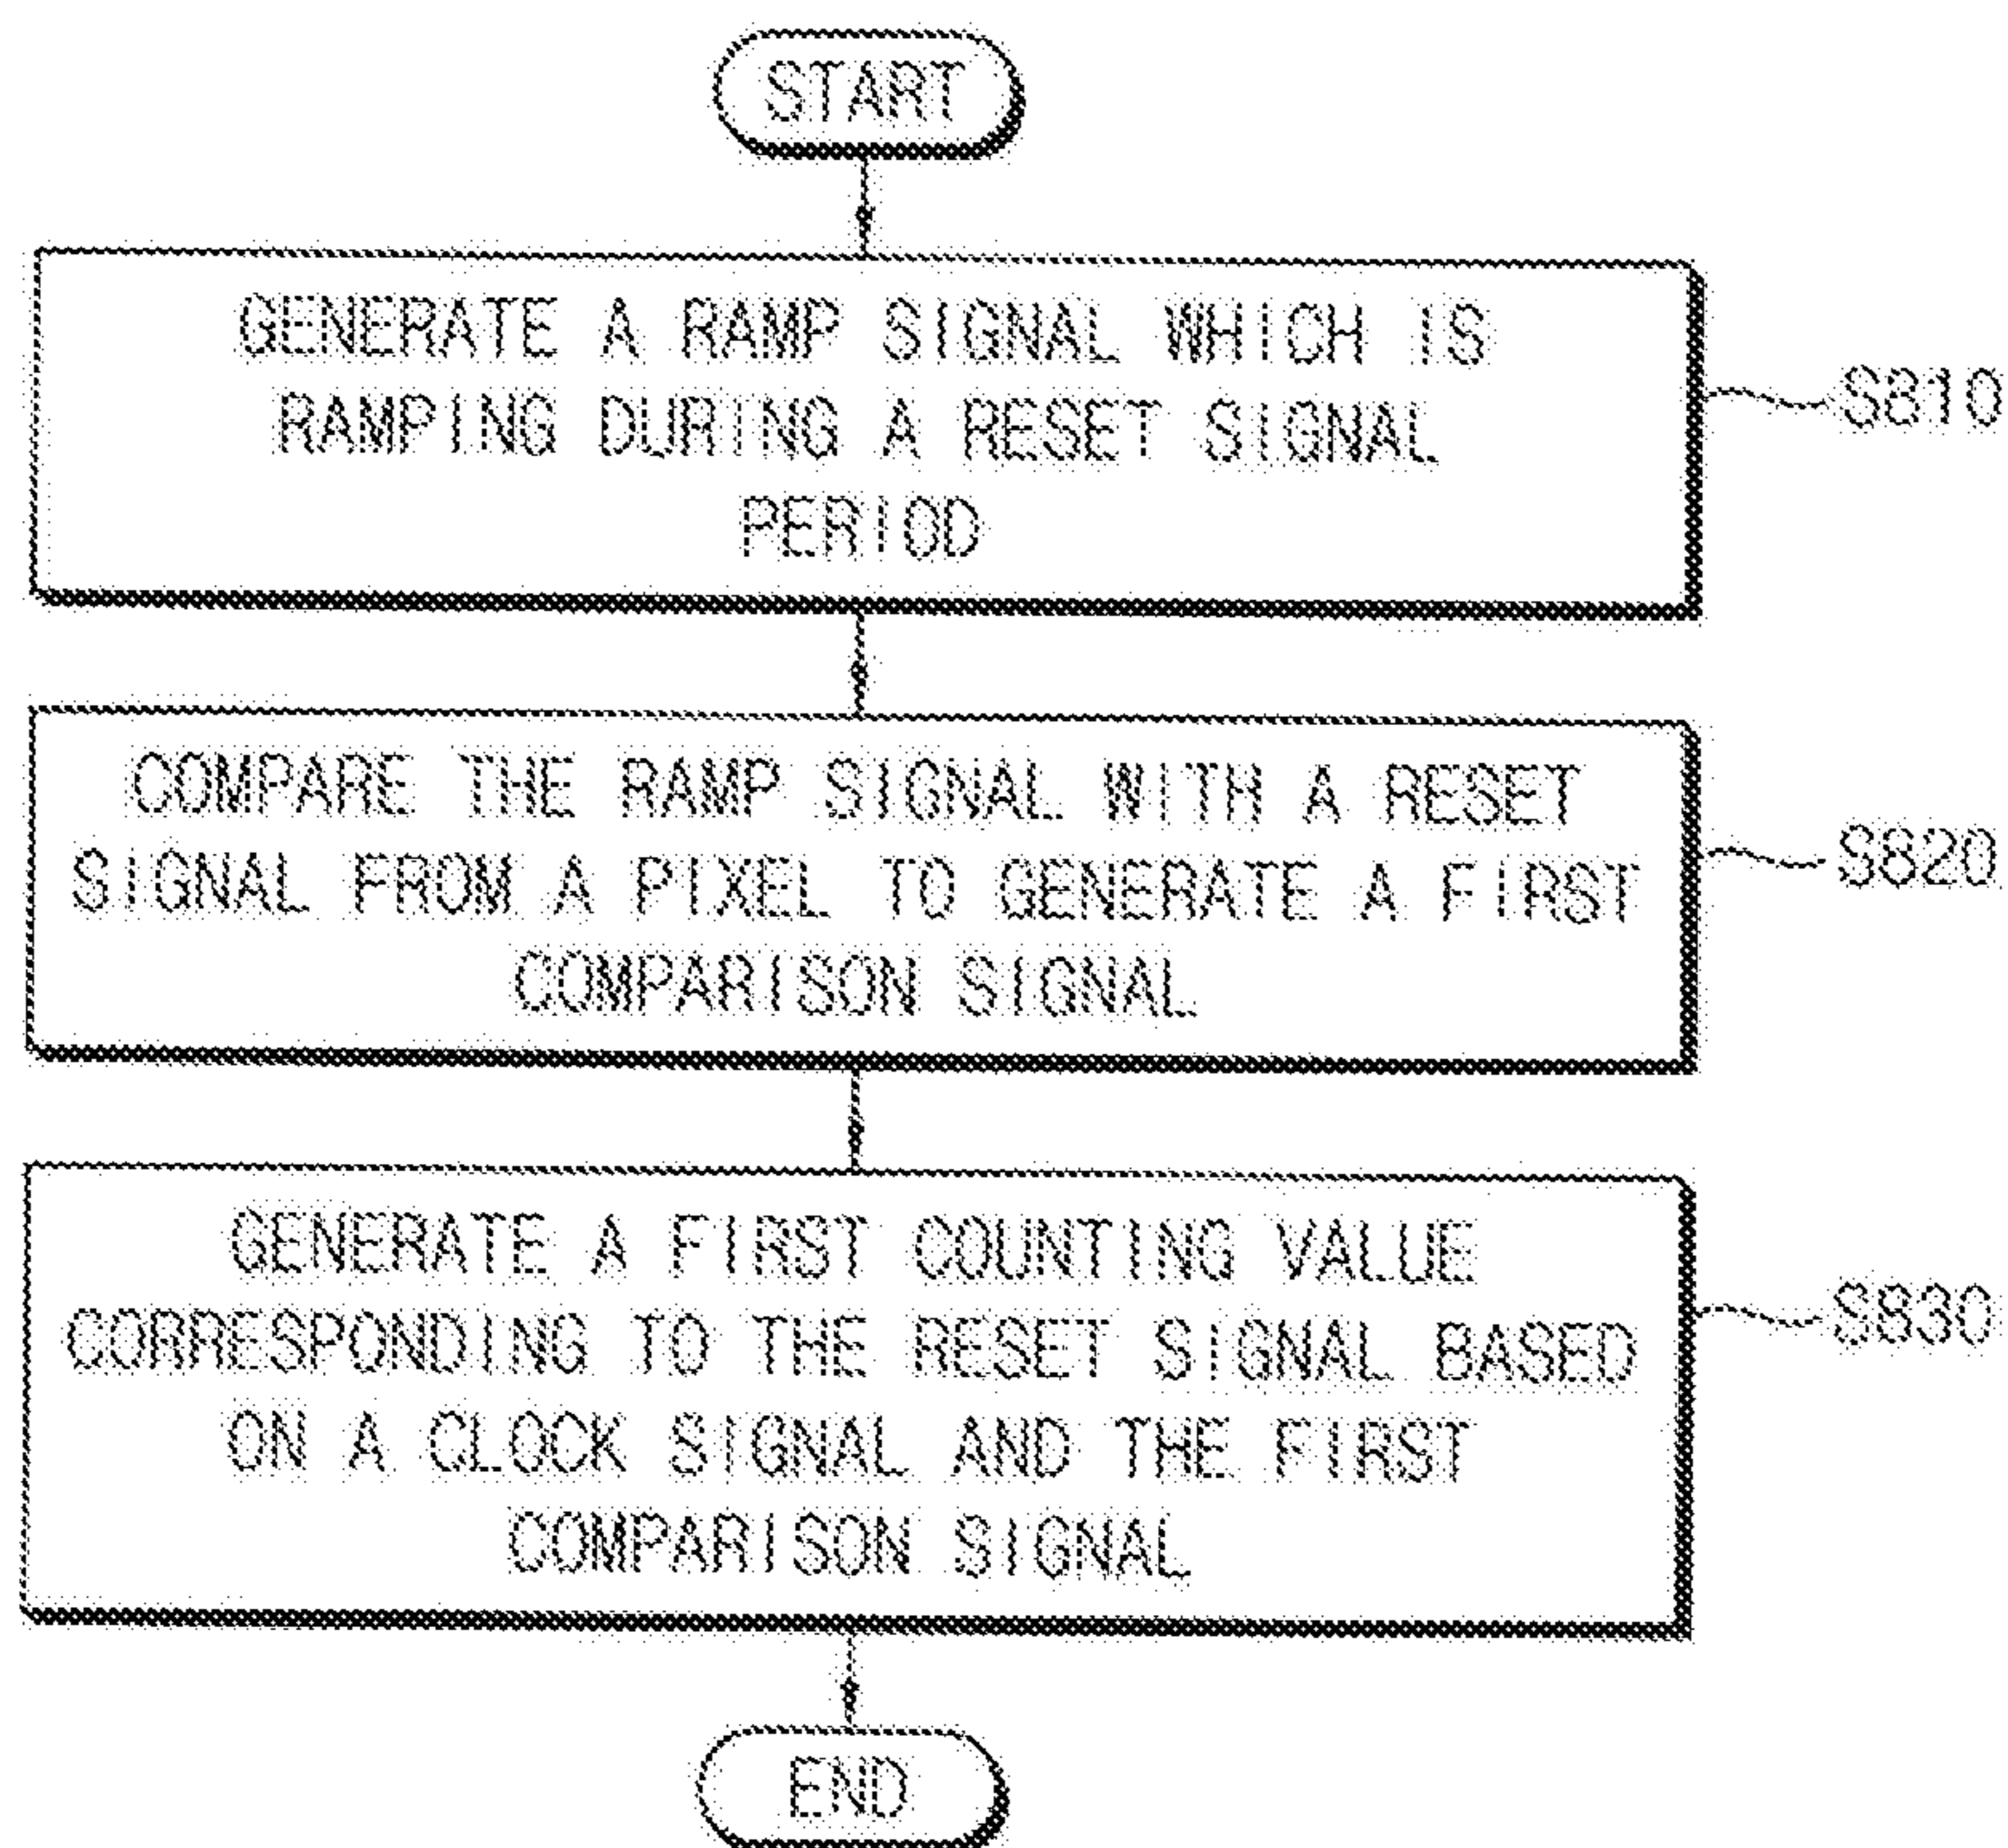 START
GENERATE A RAMP SIGNAL WHICH IS
RAMPING DURING A RESET SIGNAL
PERIOD
S810
COMPARE THE RAMP SIGNAL WITH A RESET
SIGNAL FROM A PIXEL TO GENERATE A FIRST
COMPARISON SIGNAL
S820
GENERATE A FIRST COUNTING VALUE
CORRESPONDING TO THE RESET SIGNAL BASED
ON A CLOCK SIGNAL AND THE FIRST
COMPARISON SIGNAL
S830
END